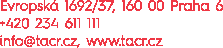 Evropská 1692/37, 160 00 Praha 6
+420 234 611 111
info@tacr.cz, www.tacr.cz